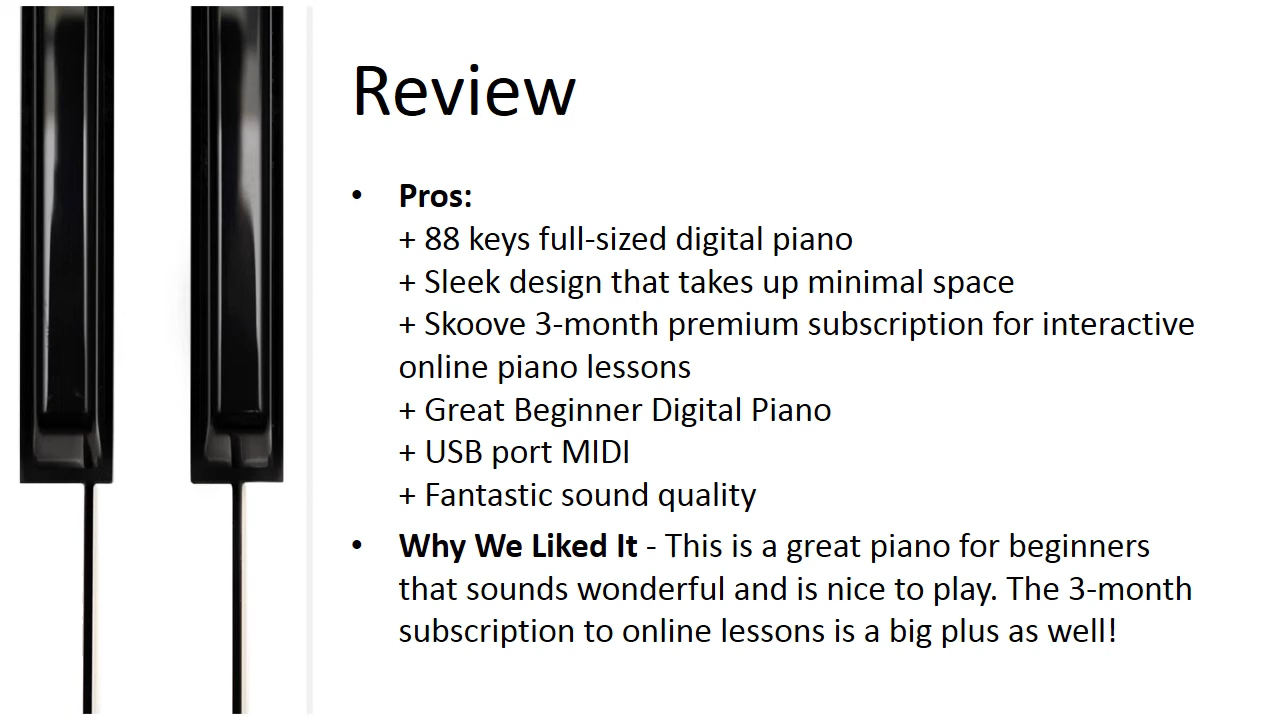 Review
• Pros:
+ 88 keys full-sized digital piano
+ Sleek design that takes up minimal space
+ Skoove 3-month premium subscription for interactive
online piano lessons
+ Great Beginner Digital Piano
+ USB port MIDI
+ Fantastic sound quality
• Why We Liked It - This is a great piano for beginners
that sounds wonderful and is nice to play. The 3-month
subscription to online lessons is a big plus as well!